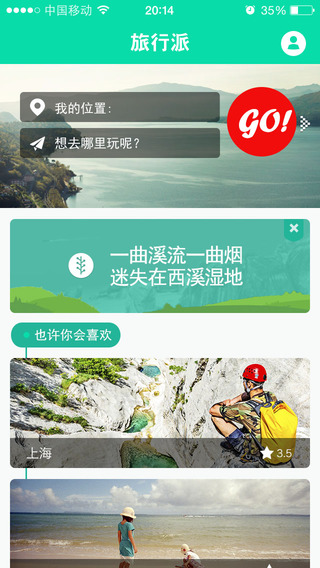 中国移动 20:14 35%
旅行派
我的位置：
想去哪里玩呢？
GO!
一曲溪流一曲烟
迷失在西溪湿地
也许你会喜欢
上海 3.5